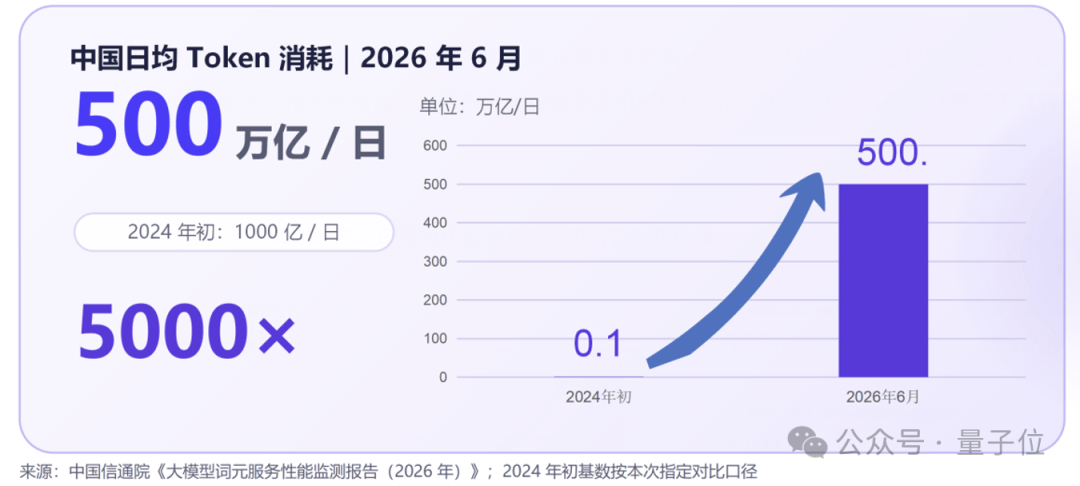 中国日均 Token 消耗｜2026 年 6 月
500 万亿 / 日
2024 年初：1000 亿 / 日
5000×
单位：万亿/日
600
500
400
300
200
100
0
0.1
500.
2024年初
2026年6月
公众号 · 量子位
来源：中国信通院《大模型词元服务性能监测报告（2026 年）》；2024 年初基数按本次指定对比口径